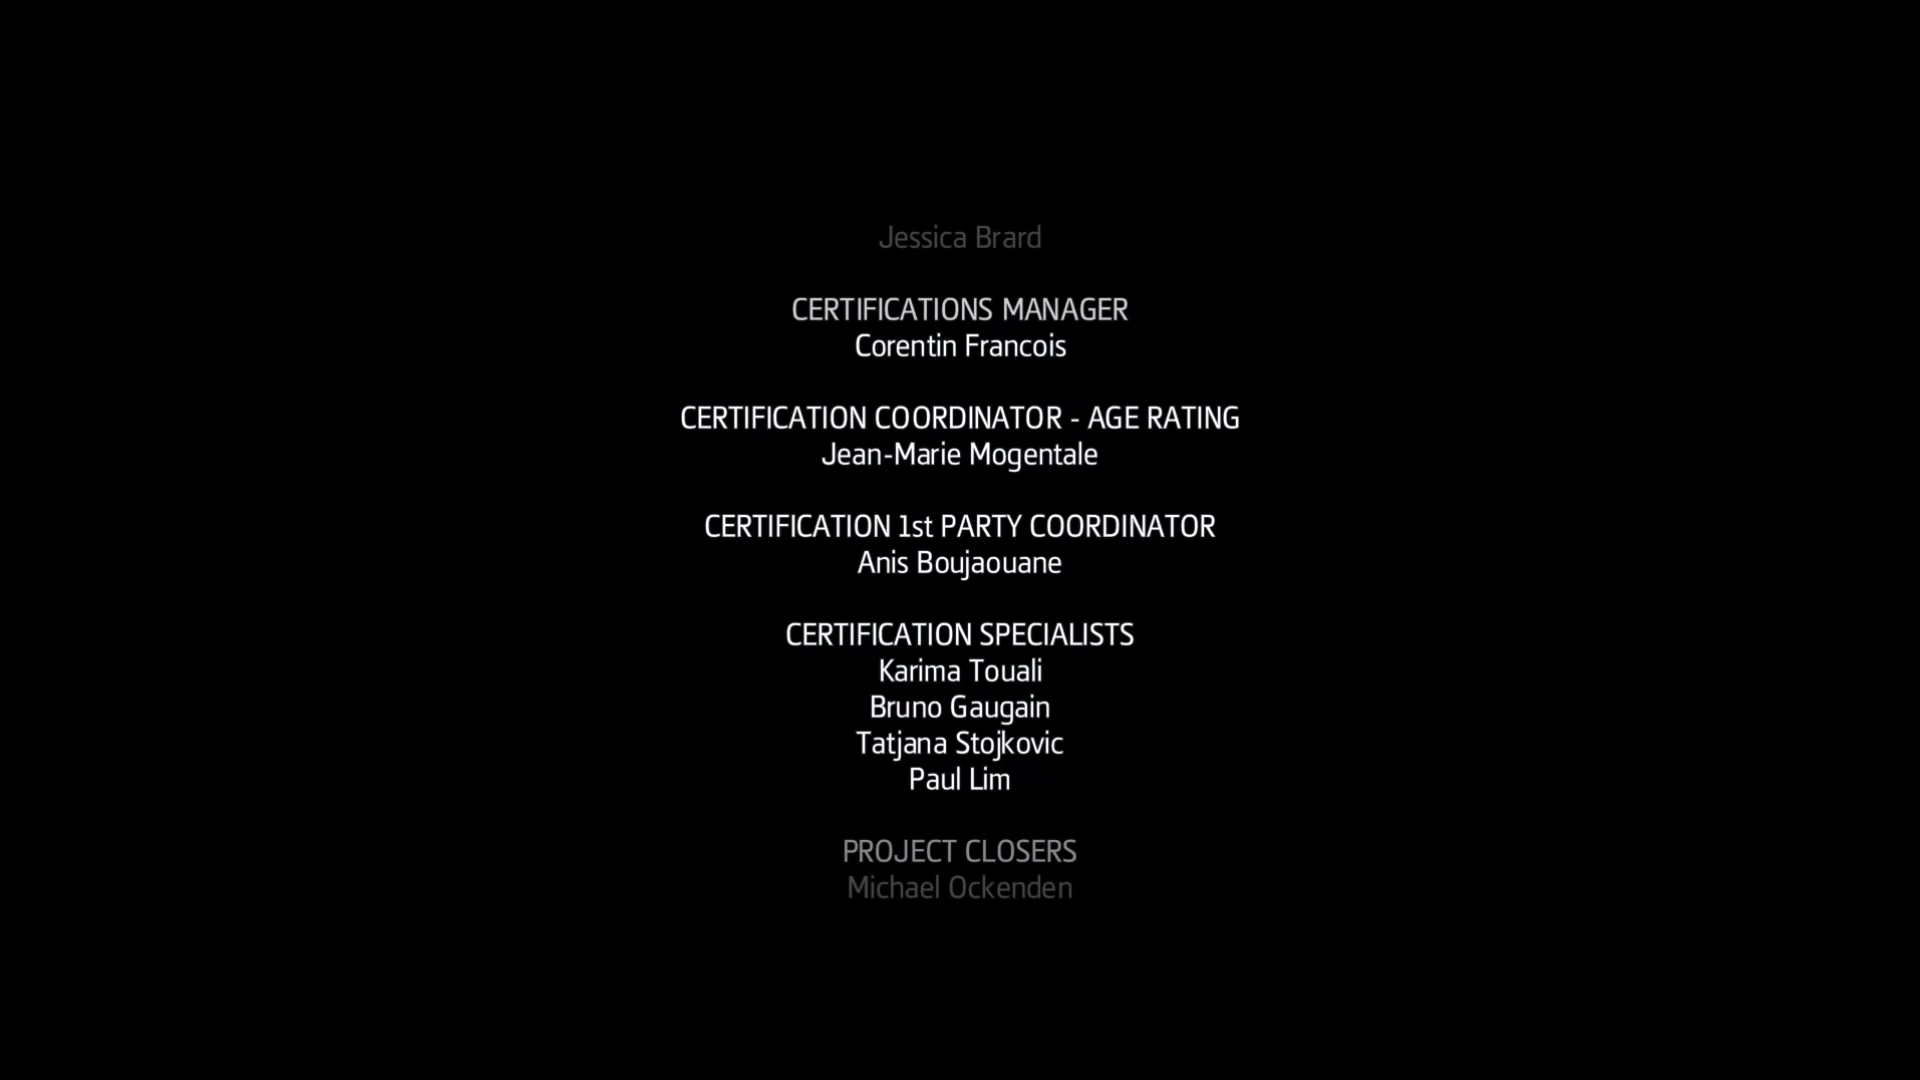 Jessica Brard
CERTIFICATIONS MANAGER
Corentin Francois
CERTIFICATION COORDINATOR - AGE RATING
Jean-Marie Mogentale
CERTIFICATION 1st PARTY COORDINATOR
Anis Boujaouane
CERTIFICATION SPECIALISTS
Karima Touali
Bruno Gaugain
Tatjana Stojkovic
Paul Lim
PROJECT CLOSERS
Michael Ockenden